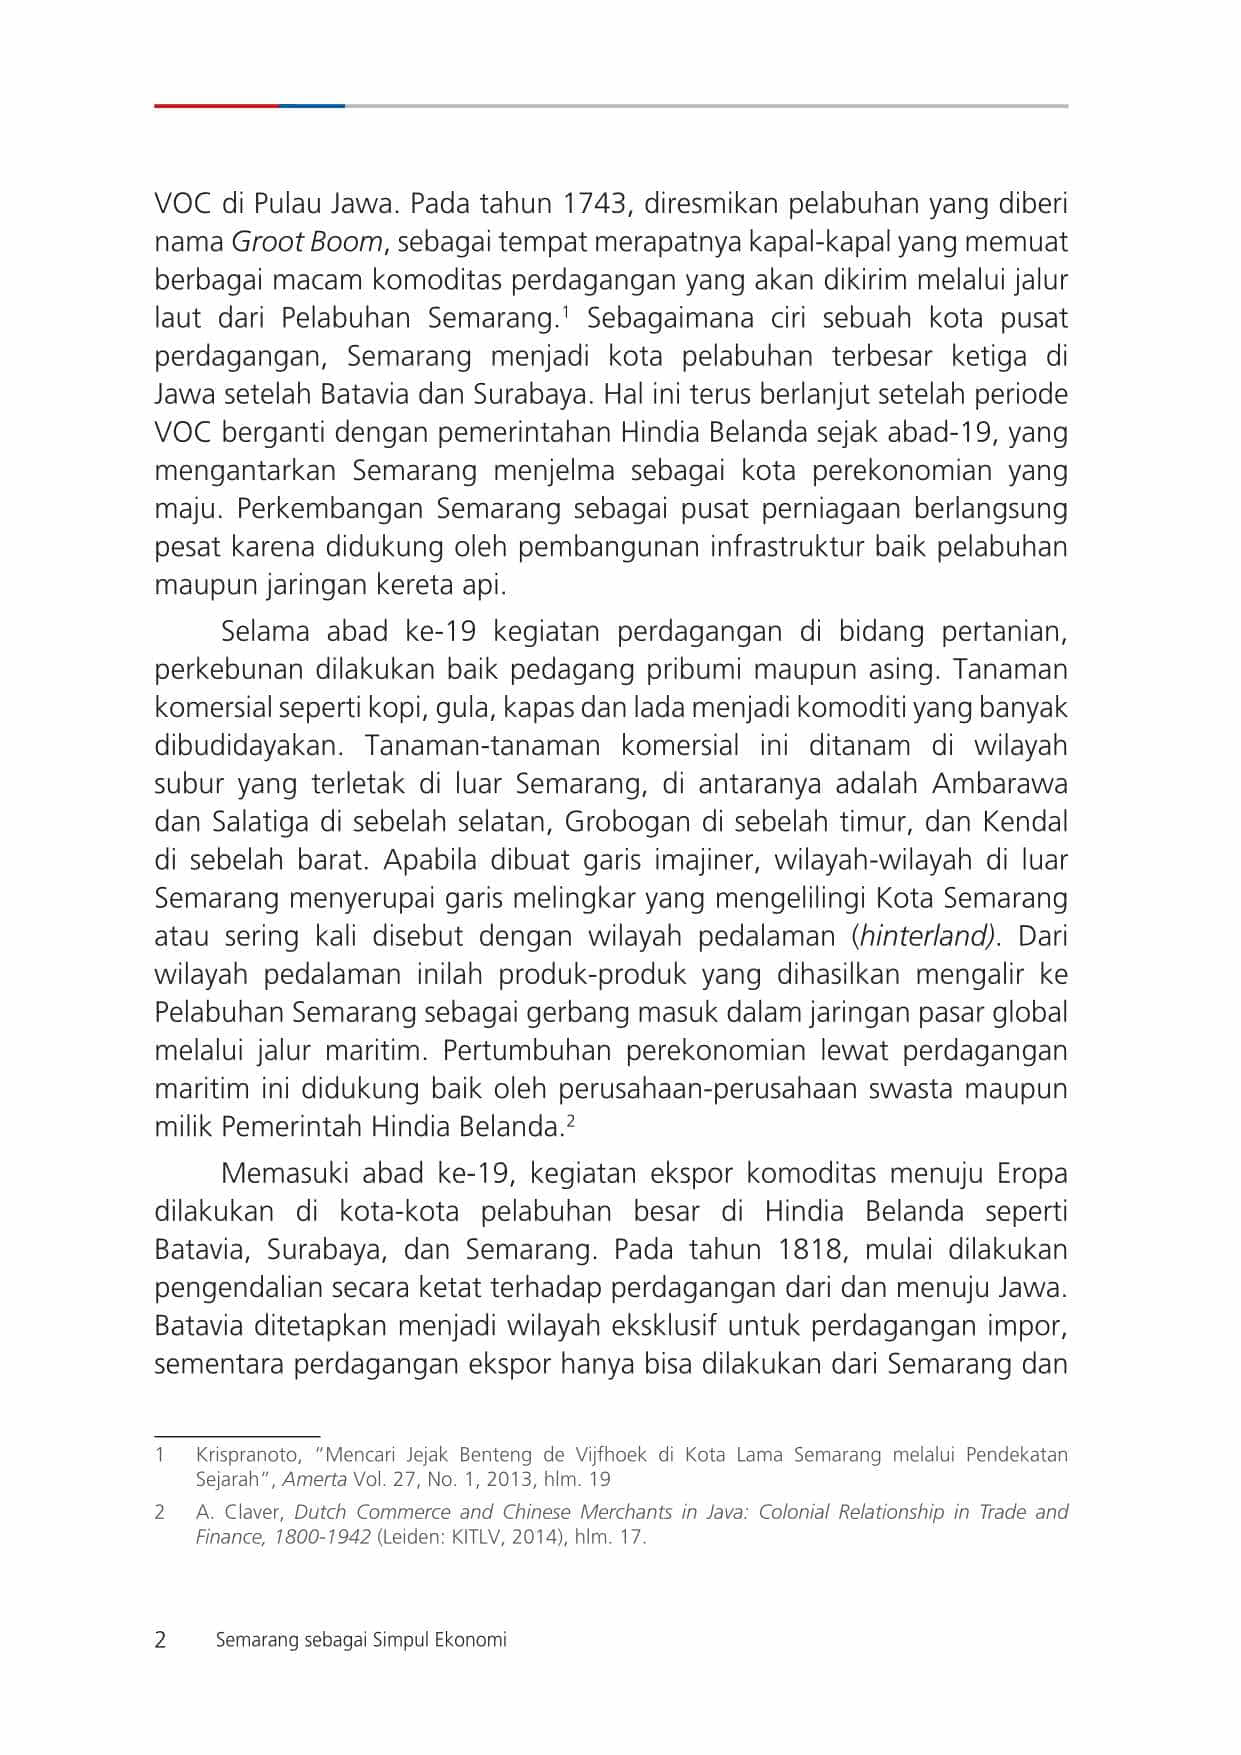 VOC di Pulau Jawa. Pada tahun 1743, diresmikan pelabuhan yang diberi
nama Groot Boom, sebagai tempat merapatnya kapal-kapal yang memuat
berbagai macam komoditas perdagangan yang akan dikirim melalui jalur
laut dari Pelabuhan Semarang.¹ Sebagaimana ciri sebuah kota pusat
perdagangan, Semarang menjadi kota pelabuhan terbesar ketiga di
Jawa setelah Batavia dan Surabaya. Hal ini terus berlanjut setelah periode
VOC berganti dengan pemerintahan Hindia Belanda sejak abad-19, yang
mengantarkan Semarang menjelma sebagai kota perekonomian yang
maju. Perkembangan Semarang sebagai pusat perniagaan berlangsung
pesat karena didukung oleh pembangunan infrastruktur baik pelabuhan
maupun jaringan kereta api.
Selama abad ke-19 kegiatan perdagangan di bidang pertanian,
perkebunan dilakukan baik pedagang pribumi maupun asing. Tanaman
komersial seperti kopi, gula, kapas dan lada menjadi komoditi yang banyak
dibudidayakan. Tanaman-tanaman komersial ini ditanam di wilayah
subur yang terletak di luar Semarang, di antaranya adalah Ambarawa
dan Salatiga di sebelah selatan, Grobogan di sebelah timur, dan Kendal
di sebelah barat. Apabila dibuat garis imajiner, wilayah-wilayah di luar
Semarang menyerupai garis melingkar yang mengelilingi Kota Semarang
atau sering kali disebut dengan wilayah pedalaman (hinterland). Dari
wilayah pedalaman inilah produk-produk yang dihasilkan mengalir ke
Pelabuhan Semarang sebagai gerbang masuk dalam jaringan pasar global
melalui jalur maritim. Pertumbuhan perekonomian lewat perdagangan
maritim ini didukung baik oleh perusahaan-perusahaan swasta maupun
milik Pemerintah Hindia Belanda.²
Memasuki abad ke-19, kegiatan ekspor komoditas menuju Eropa
dilakukan di kota-kota pelabuhan besar di Hindia Belanda seperti
Batavia, Surabaya, dan Semarang. Pada tahun 1818, mulai dilakukan
pengendalian secara ketat terhadap perdagangan dari dan menuju Jawa.
Batavia ditetapkan menjadi wilayah eksklusif untuk perdagangan impor,
sementara perdagangan ekspor hanya bisa dilakukan dari Semarang dan
1 Krispranoto, “Mencari Jejak Benteng de Vijfhoek di Kota Lama Semarang melalui Pendekatan
Sejarah”, Amerta Vol. 27, No. 1, 2013, hlm. 19
2 A. Claver, Dutch Commerce and Chinese Merchants in Java: Colonial Relationship in Trade and
Finance, 1800-1942 (Leiden: KITLV, 2014), hlm. 17.
2 Semarang sebagai Simpul Ekonomi